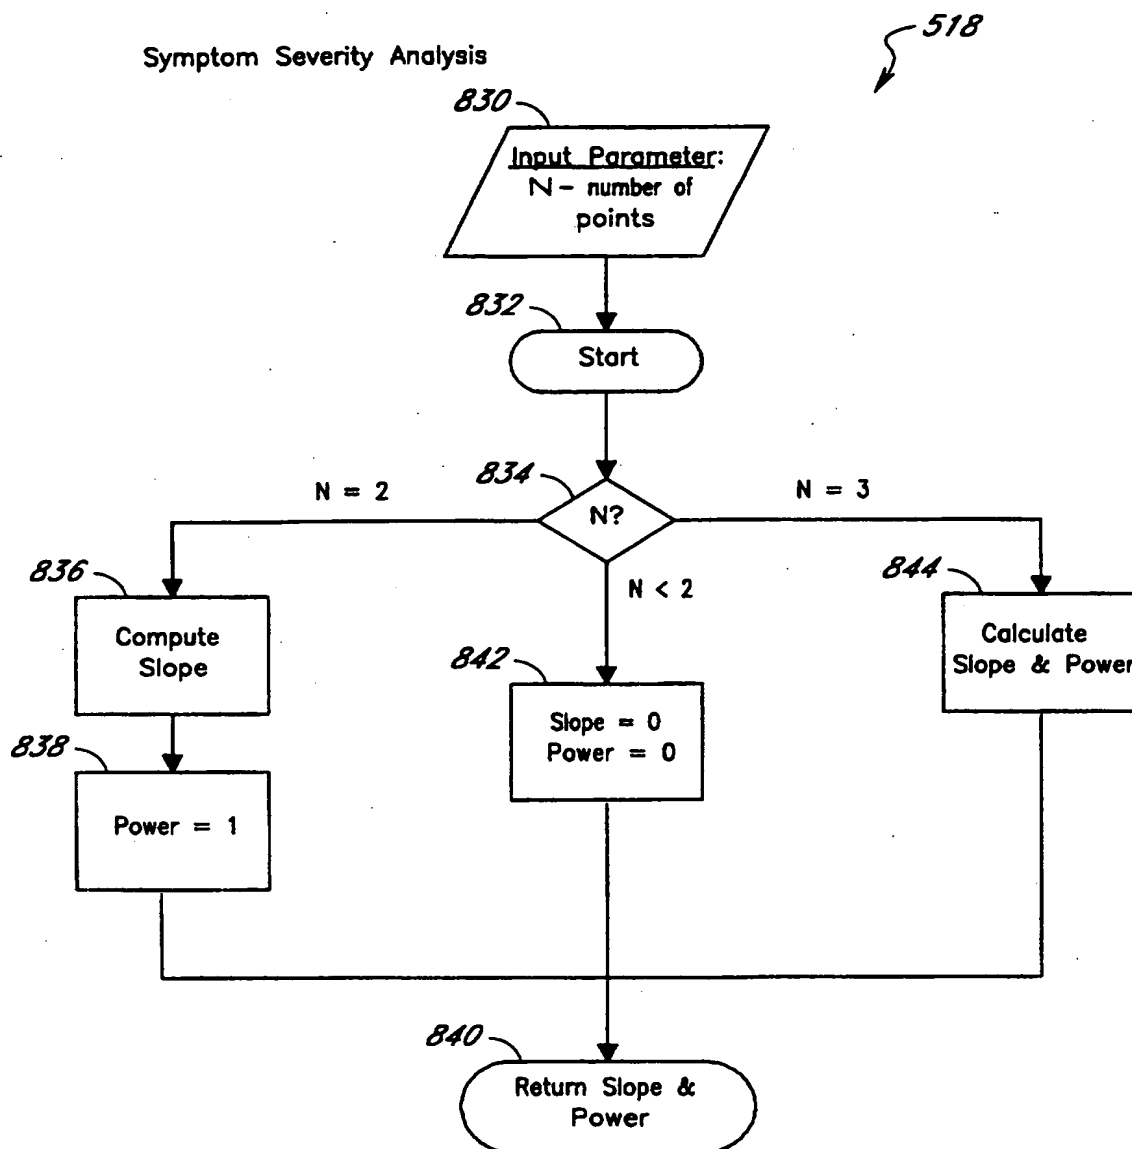 518
Symptom Severity Analysis
830
Input Parameter:
N - number of
points
832
Start
834
N?
N = 2
N = 3
N < 2
836
Compute
Slope
844
Calculate
Slope & Power
842
Slope = 0
Power = 0
838
Power = 1
840
Return Slope &
Power